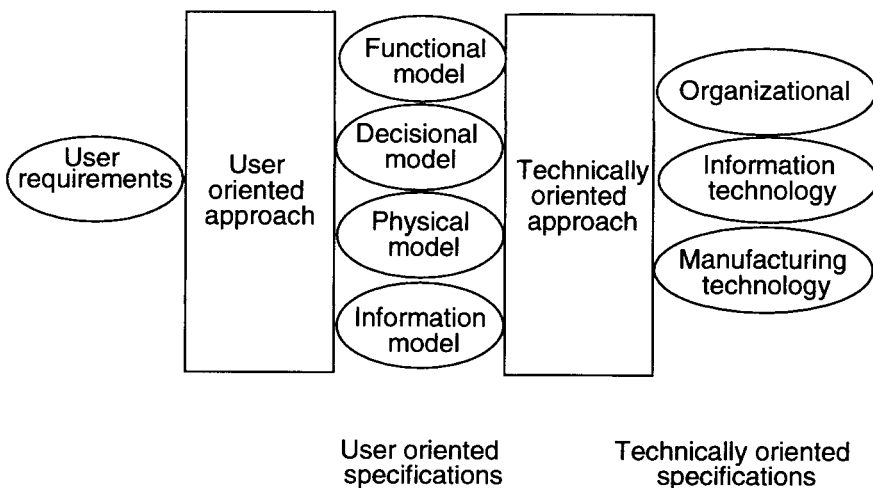 User
requirements
User
oriented
approach
Functional
model
Decisional
model
Physical
model
Information
model
Technically
oriented
approach
Organizational
Information
technology
Manufacturing
technology
User oriented
specifications
Technically oriented
specifications